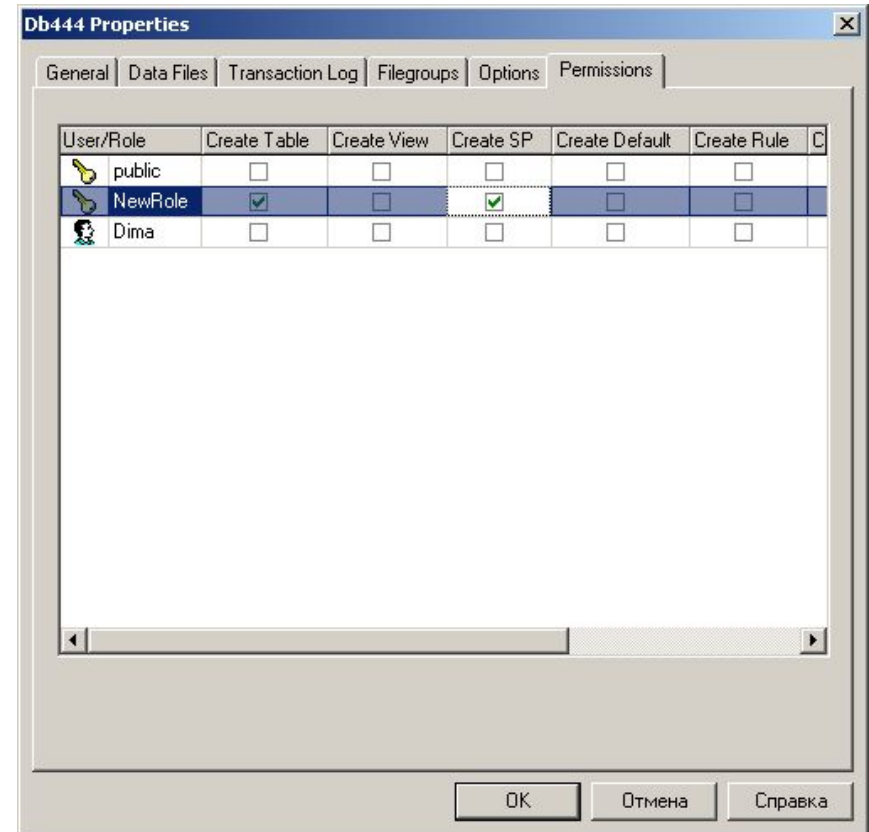 Db444 Properties
General Data Files Transaction Log Filegroups Options Permissions
User/Role Create Table Create View Create SP Create Default Create Rule C
public
NewRole
Dima
OK Отмена Справка